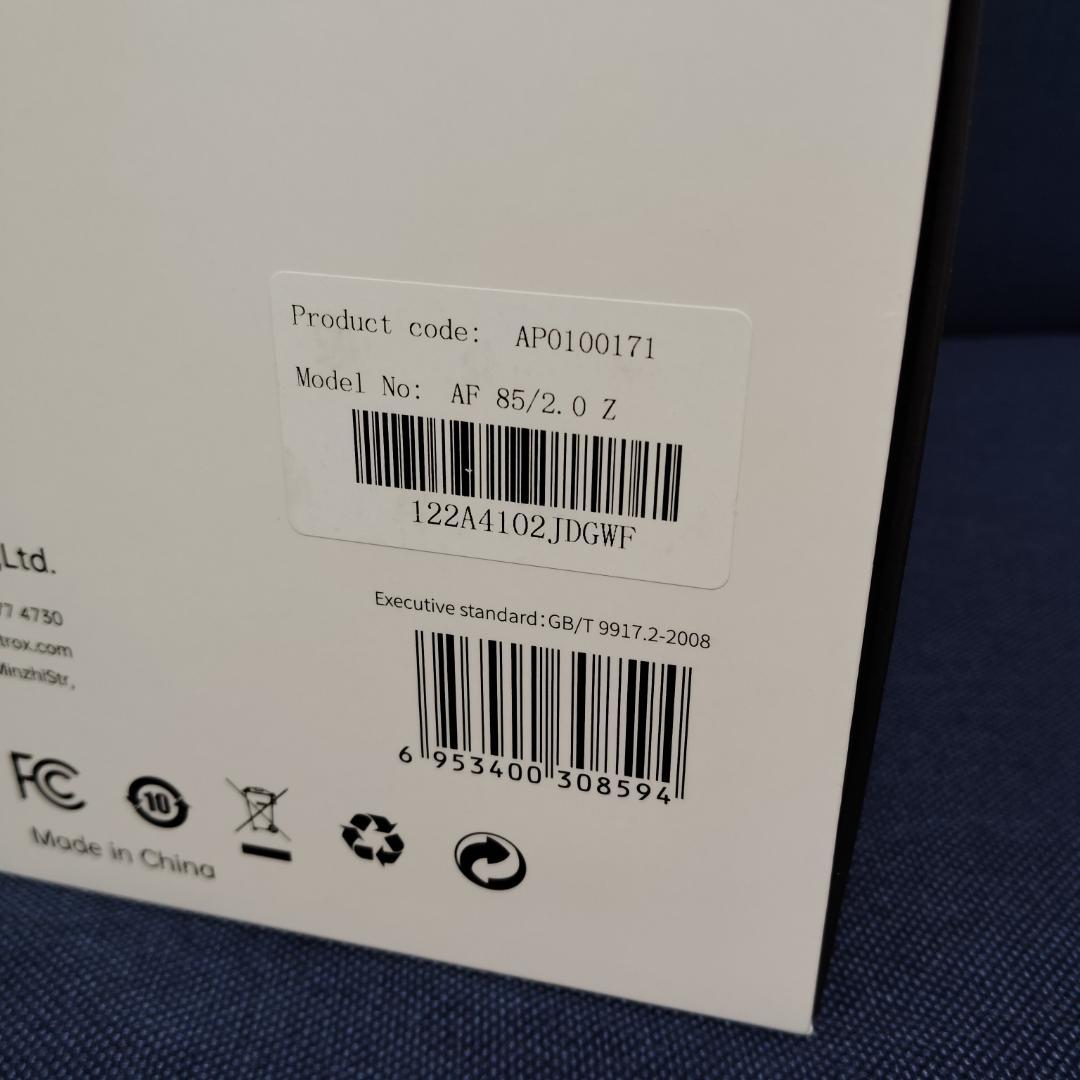 Product code: AP0100171
Model No: AF 85/2.0 Z
122A4102JDGWF
Executive standard:GB/T 9917.2-2008
6 953400 308594
Ltd.
77 4730
trox.com
MinzhiStr,
FC
10
Made in China